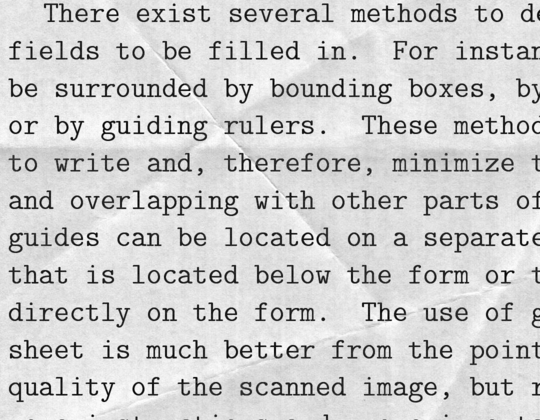 There exist several methods to
fields to be filled in. For
be surrounded by bounding boxes, by
or by guiding rulers. These
to write and, therefore, minimize
and overlapping with other parts of
guides can be located on a separate
that is located below the form or
directly on the form. The use of
sheet is much better from the point
quality of the scanned image, but